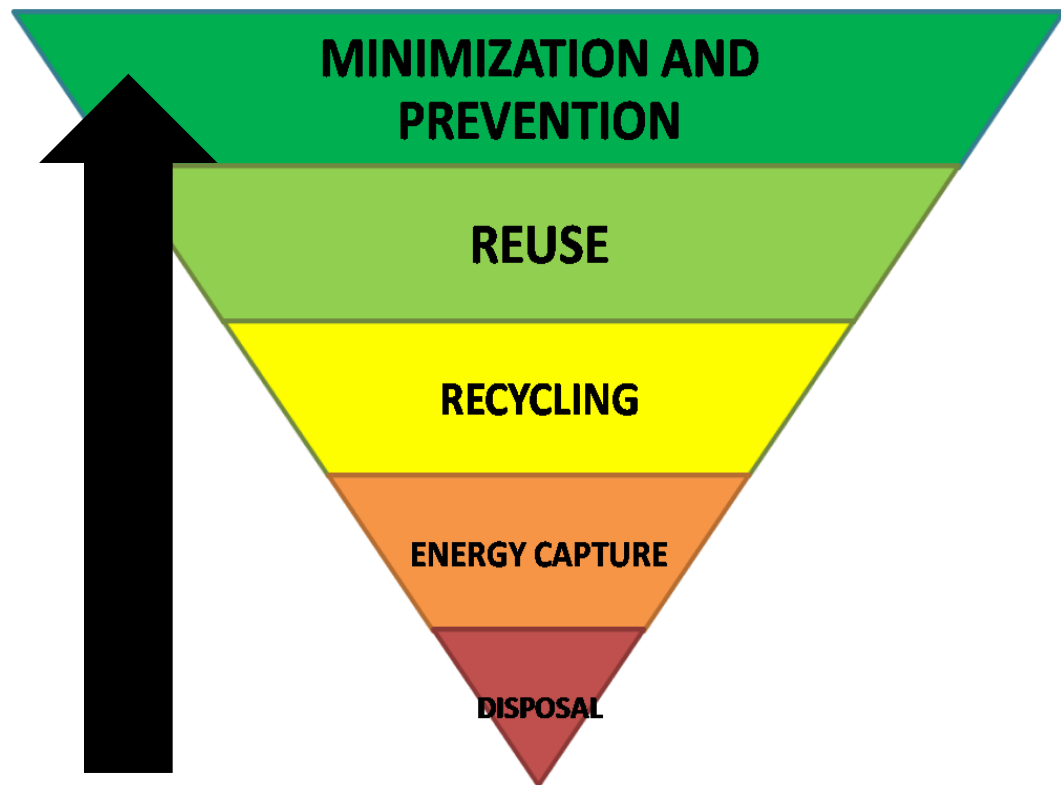 MINIMIZATION AND
PREVENTION
REUSE
RECYCLING
ENERGY CAPTURE
DISPOSAL